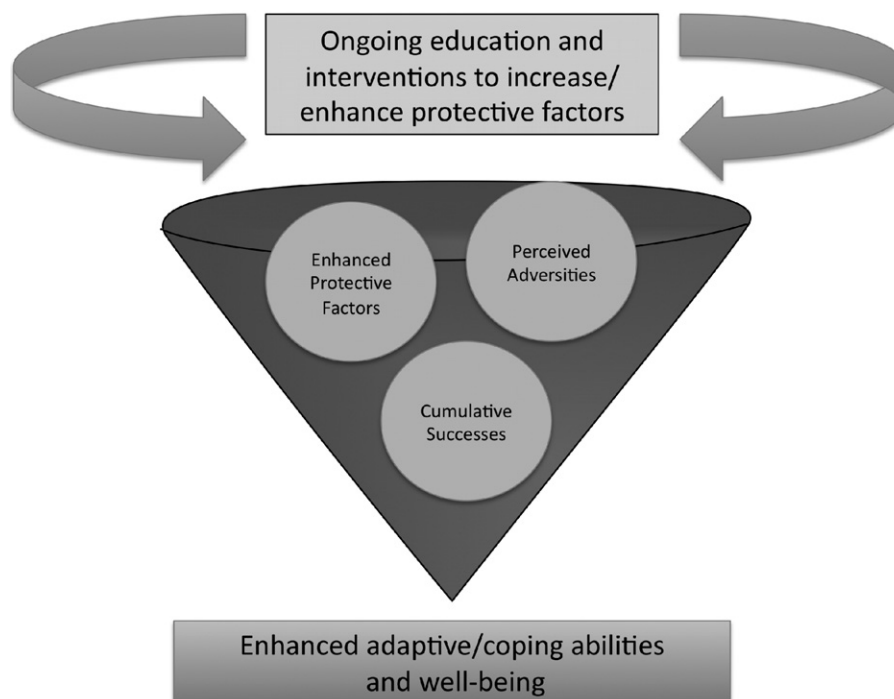 Ongoing education and
interventions to increase/
enhance protective factors
Enhanced
Protective
Factors
Perceived
Adversities
Cumulative
Successes
Enhanced adaptive/coping abilities
and well-being